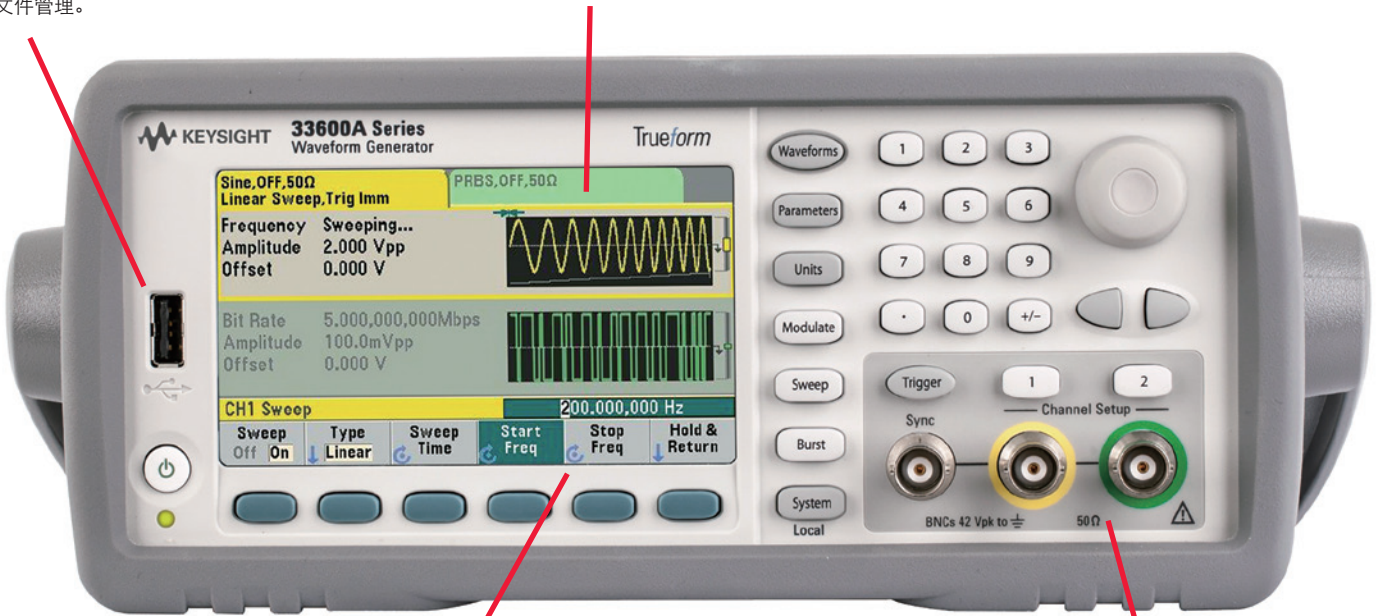 文件管理。
KEYSIGHT 33600A Series
Waveform Generator
Trueform
Sine,OFF,50Ω
Linear Sweep,Trig Imm
PRBS,OFF,50Ω
Frequency Sweeping...
Amplitude 2.000 Vpp
Offset 0.000 V
Bit Rate 5.000,000,000Mbps
Amplitude 100.0mVpp
Offset 0.000 V
CH1 Sweep 200.000,000 Hz
Sweep
Off On
Type
Linear
Sweep
Time
Start
Freq
Stop
Freq
Hold &
Return
Waveforms
Parameters
Units
Modulate
Sweep
Burst
System
Local
1 2 3
4 5 6
7 8 9
. 0 +/-
Trigger 1 2
Channel Setup
Sync
BNCs 42 Vpk to 50Ω